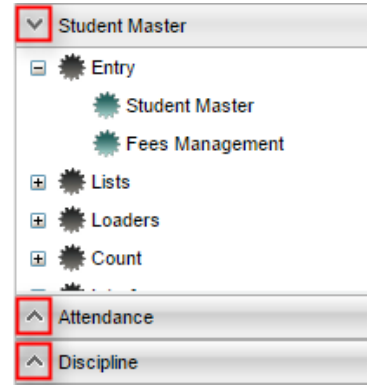 Student Master
Entry
Student Master
Fees Management
Lists
Loaders
Count
Attendance
Discipline